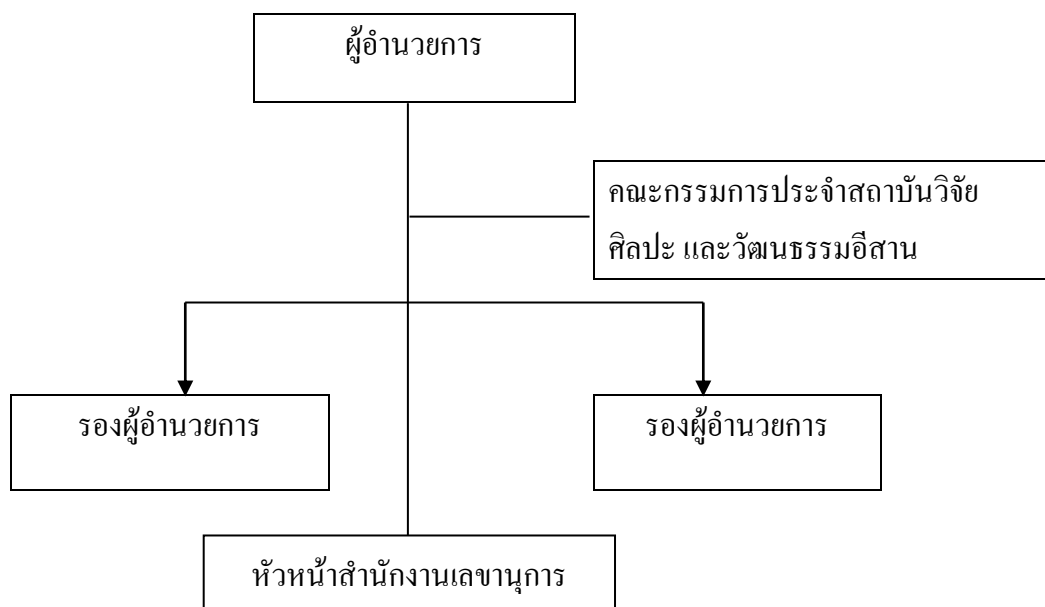 ผู้อำนวยการ
คณะกรรมการประจำสถาบันวิจัย
ศิลปะ และวัฒนธรรมอีสาน
รองผู้อำนวยการ
รองผู้อำนวยการ
หัวหน้าสำนักงานเลขานุการ